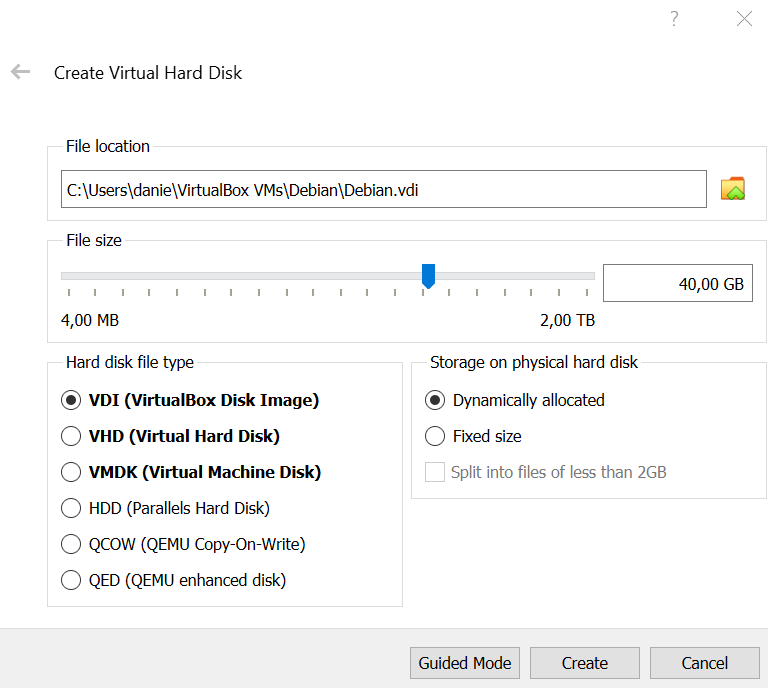 ?
Create Virtual Hard Disk
File location
C:\Users\danie\VirtualBox VMs\Debian\Debian.vdi
File size
40,00 GB
4,00 MB 2,00 TB
Hard disk file type
VDI (VirtualBox Disk Image)
VHD (Virtual Hard Disk)
VMDK (Virtual Machine Disk)
HDD (Parallels Hard Disk)
QCOW (QEMU Copy-On-Write)
QED (QEMU enhanced disk)
Storage on physical hard disk
Dynamically allocated
Fixed size
Split into files of less than 2GB
Guided Mode Create Cancel